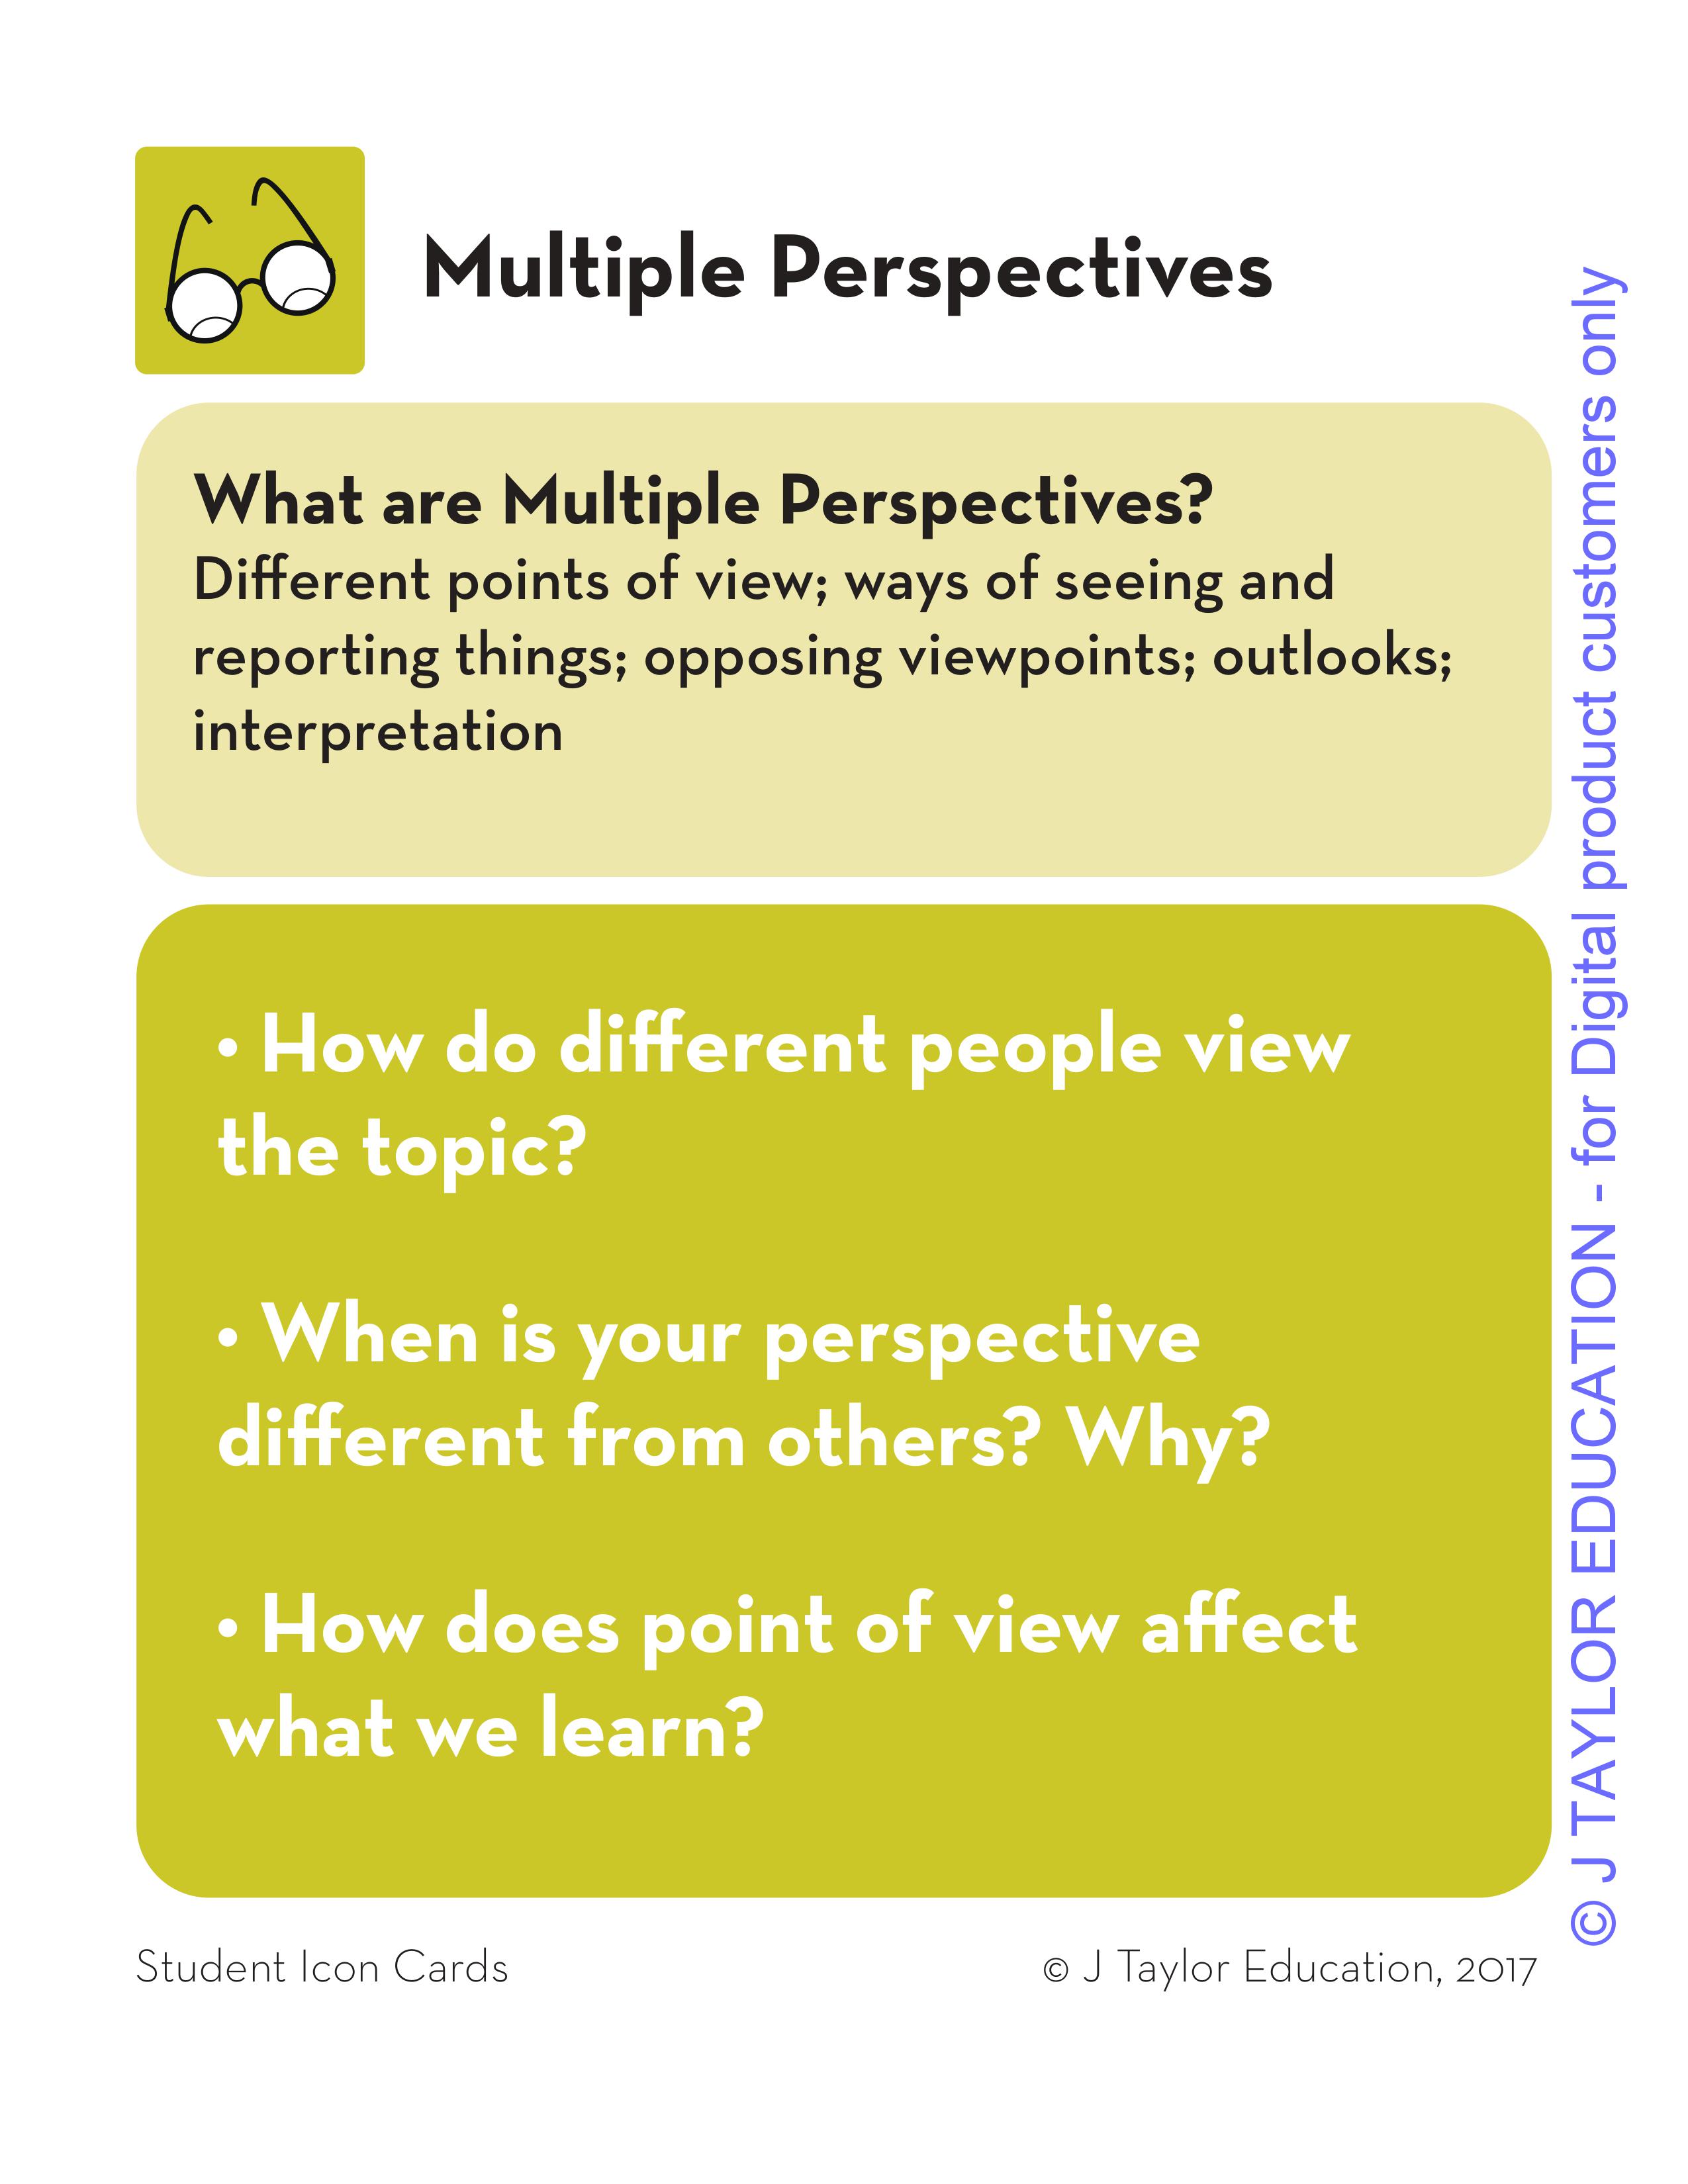 Multiple Perspectives
What are Multiple Perspectives?
Different points of view; ways of seeing and
reporting things; opposing viewpoints; outlooks;
interpretation
• How do different people view
the topic?
• When is your perspective
different from others? Why?
• How does point of view affect
what we learn?
Student Icon Cards
© J Taylor Education, 2017
© J TAYLOR EDUCATION - for Digital product customers only